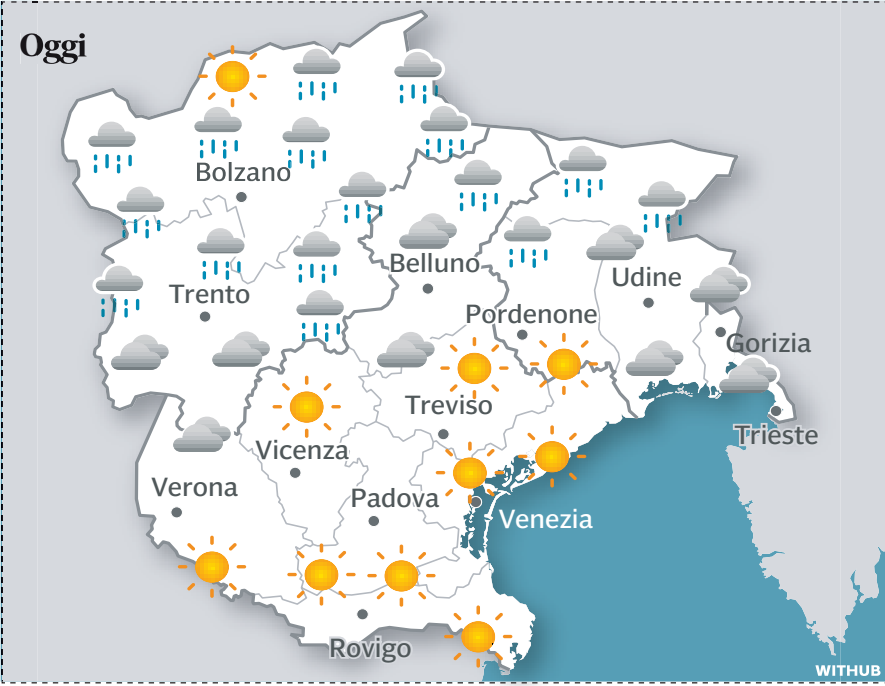 Oggi
Bolzano
Belluno
Udine
Trento
Pordenone
Gorizia
Treviso
Trieste
Vicenza
Verona
Padova
Venezia
Rovigo
WITHUB